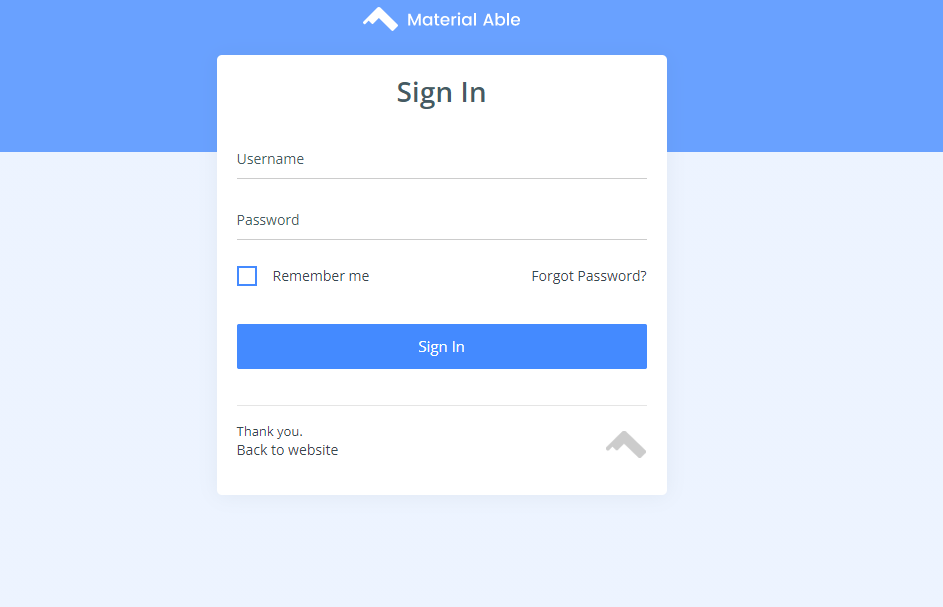 Material Able
Sign In
Username
Password
Remember me Forgot Password?
Sign In
Thank you.
Back to website